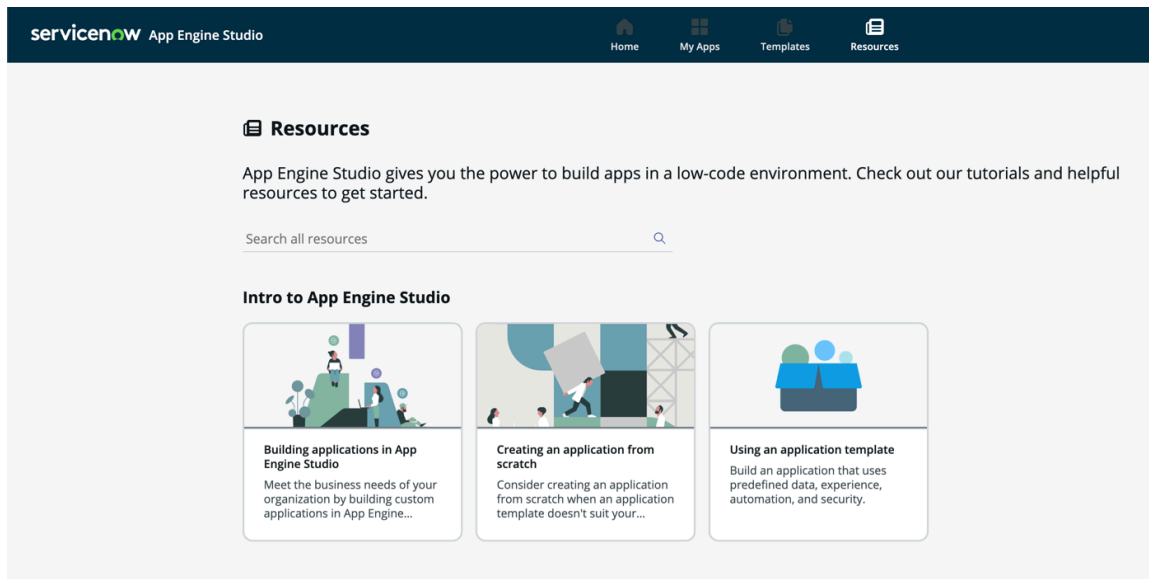 servicenow App Engine Studio
Home
My Apps
Templates
Resources
Resources
App Engine Studio gives you the power to build apps in a low-code environment. Check out our tutorials and helpful
resources to get started.
Search all resources
Intro to App Engine Studio
Building applications in App
Engine Studio
Meet the business needs of your
organization by building custom
applications in App Engine...
Creating an application from
scratch
Consider creating an application
from scratch when an application
template doesn't suit your...
Using an application template
Build an application that uses
predefined data, experience,
automation, and security.